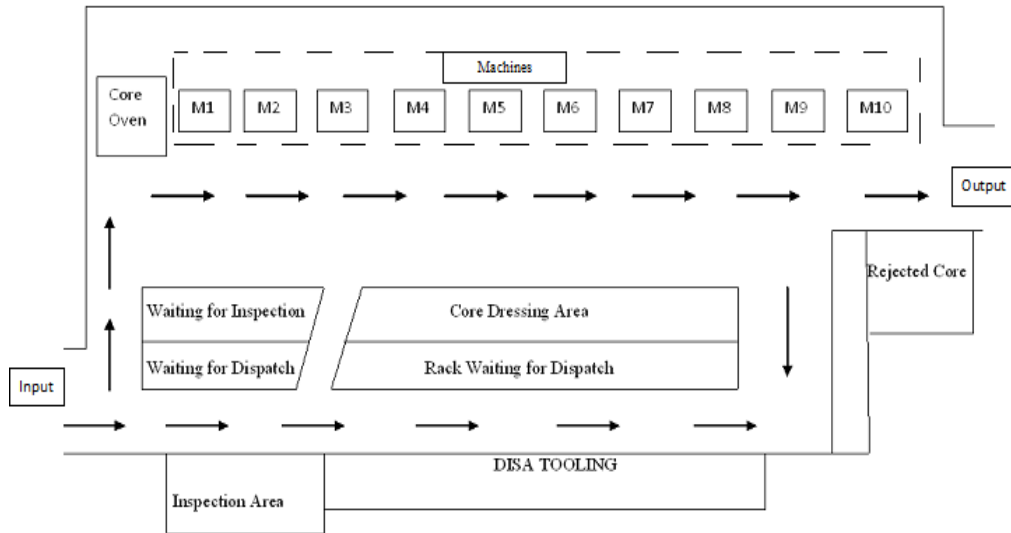 Machines
Core
Oven
M1 M2 M3 M4 M5 M6 M7 M8 M9 M10
Output
Rejected Core
Waiting for Inspection
Core Dressing Area
Waiting for Dispatch
Rack Waiting for Dispatch
Input
DISA TOOLING
Inspection Area